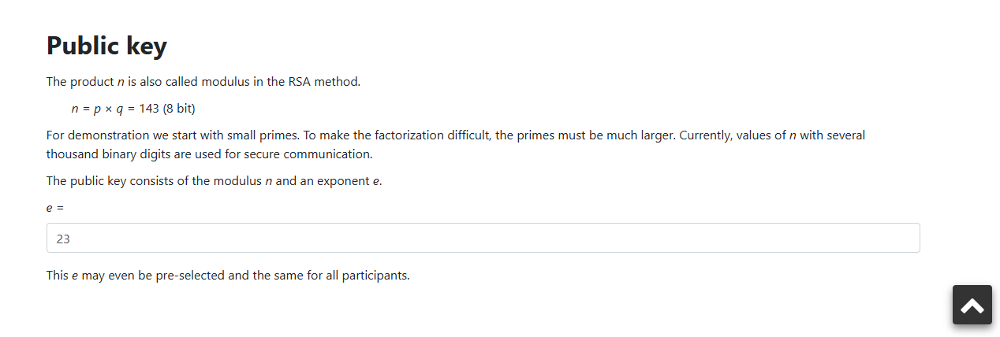 Public key
The product n is also called modulus in the RSA method.
n = p × q = 143 (8 bit)
For demonstration we start with small primes. To make the factorization difficult, the primes must be much larger. Currently, values of n with several
thousand binary digits are used for secure communication.
The public key consists of the modulus n and an exponent e.
e =
23
This e may even be pre-selected and the same for all participants.